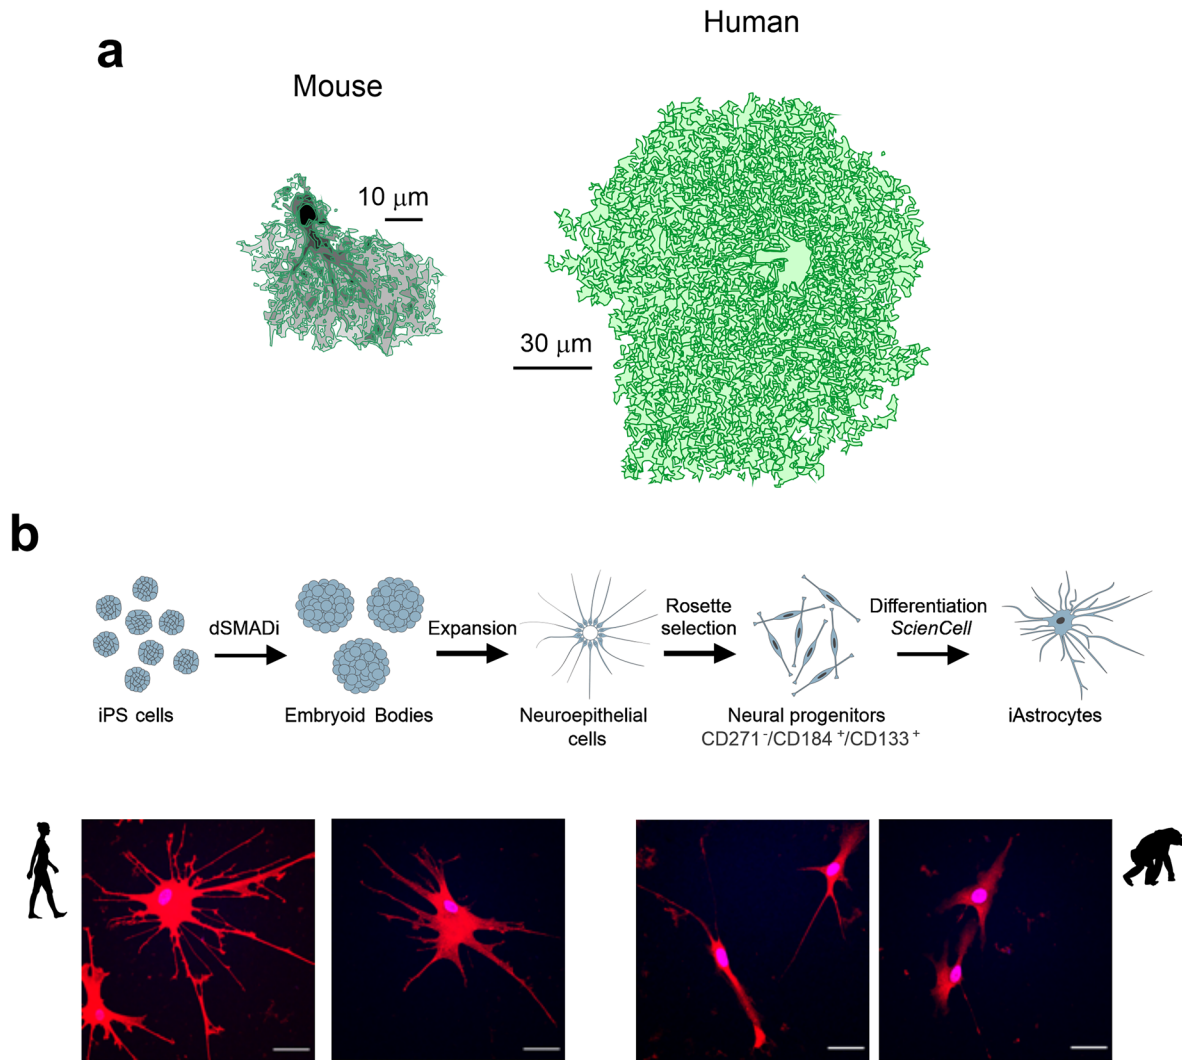 a
Mouse
Human
10 μm
30 μm
b
dSMADi
Expansion
Rosette
selection
Differentiation
ScienCell
iPS cells
Embryoid Bodies
Neuroepithelial
cells
Neural progenitors
CD271⁻/CD184⁺/CD133⁺
iAstrocytes